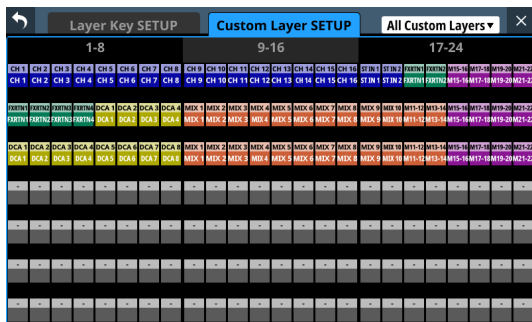 Layer Key SETUP Custom Layer SETUP All Custom Layers ▼ ×
1-8 9-16 17-24
CH 1 CH 2 CH 3 CH 4 CH 5 CH 6 CH 7 CH 8 CH 9 CH 10 CH 11 CH 12 CH 13 CH 14 CH 15 CH 16 ST IN 1 ST IN 2 FXRTN1 FXRTN2 M15-16 M17-18 M19-20 M21-22
CH 1 CH 2 CH 3 CH 4 CH 5 CH 6 CH 7 CH 8 CH 9 CH 10 CH 11 CH 12 CH 13 CH 14 CH 15 CH 16 ST IN 1 ST IN 2 FXRTN1 FXRTN2 M15-16 M17-18 M19-20 M21-22
FXRTN1 FXRTN2 FXRTN3 FXRTN4 DCA 1 DCA 2 DCA 3 DCA 4 MIX 1 MIX 2 MIX 3 MIX 4 MIX 5 MIX 6 MIX 7 MIX 8 MIX 9 MIX 10 M11-12 M13-14 M15-16 M17-18 M19-20 M21-22
FXRTN1 FXRTN2 FXRTN3 FXRTN4 DCA 1 DCA 2 DCA 3 DCA 4 MIX 1 MIX 2 MIX 3 MIX 4 MIX 5 MIX 6 MIX 7 MIX 8 MIX 9 MIX 10 M11-12 M13-14 M15-16 M17-18 M19-20 M21-22
DCA 1 DCA 2 DCA 3 DCA 4 DCA 5 DCA 6 DCA 7 DCA 8 MIX 1 MIX 2 MIX 3 MIX 4 MIX 5 MIX 6 MIX 7 MIX 8 MIX 9 MIX 10 M11-12 M13-14 M15-16 M17-18 M19-20 M21-22
DCA 1 DCA 2 DCA 3 DCA 4 DCA 5 DCA 6 DCA 7 DCA 8 MIX 1 MIX 2 MIX 3 MIX 4 MIX 5 MIX 6 MIX 7 MIX 8 MIX 9 MIX 10 M11-12 M13-14 M15-16 M17-18 M19-20 M21-22
- - - - - - - - - - - - - - - - - - - - - - - -
- - - - - - - - - - - - - - - - - - - - - - - -
- - - - - - - - - - - - - - - - - - - - - - - -
- - - - - - - - - - - - - - - - - - - - - - - -